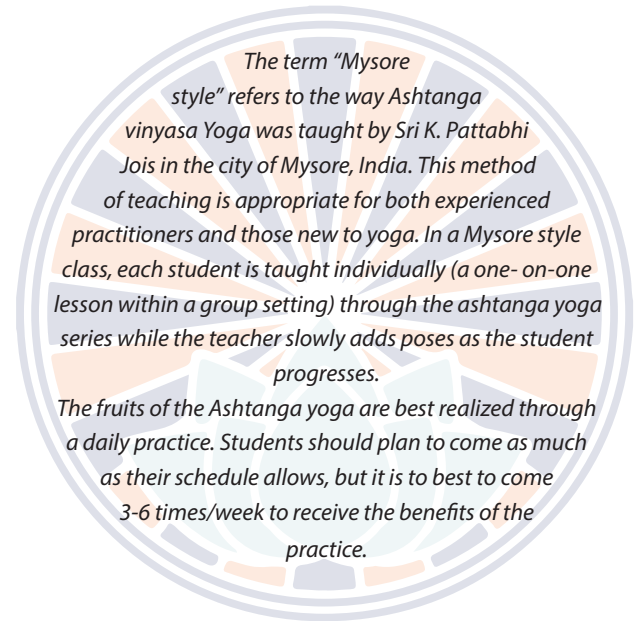 The term “Mysore
style” refers to the way Ashtanga
vinyasa Yoga was taught by Sri K. Pattabhi
Jois in the city of Mysore, India. This method
of teaching is appropriate for both experienced
practitioners and those new to yoga. In a Mysore style
class, each student is taught individually (a one- on-one
lesson within a group setting) through the ashtanga yoga
series while the teacher slowly adds poses as the student
progresses.
The fruits of the Ashtanga yoga are best realized through
a daily practice. Students should plan to come as much
as their schedule allows, but it is to best to come
3-6 times/week to receive the benefits of the
practice.